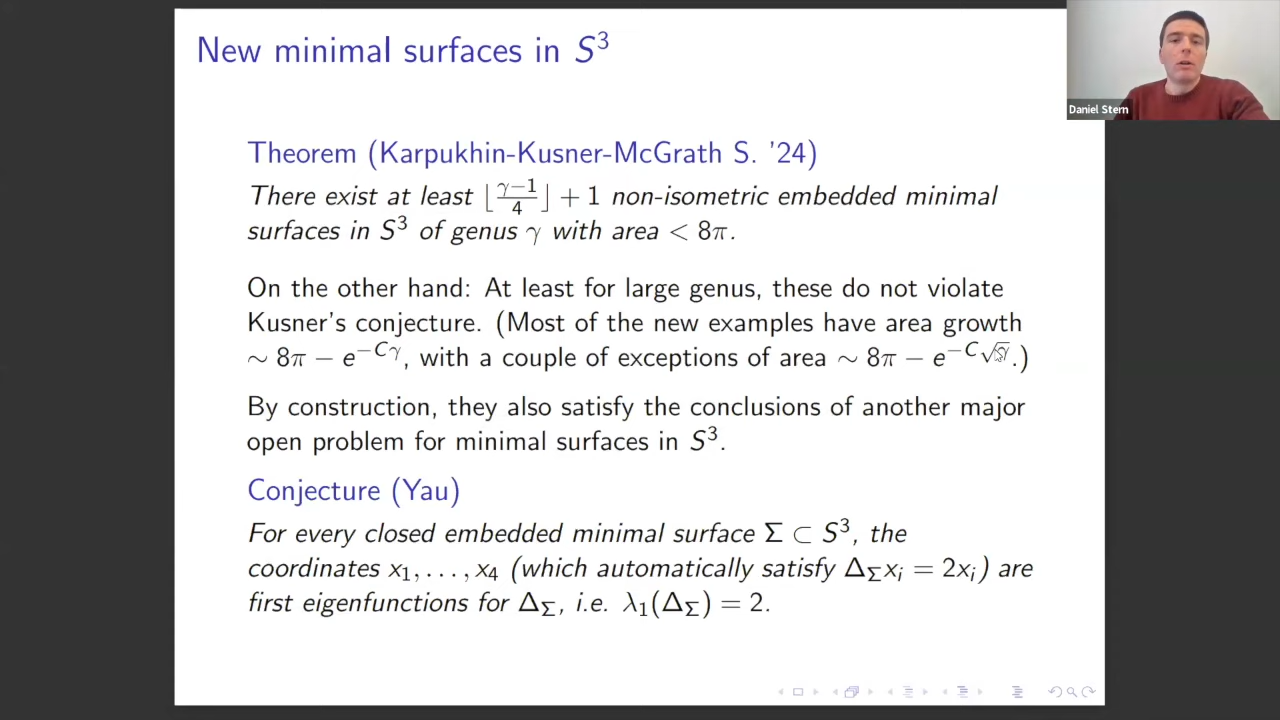 New minimal surfaces in S³
Daniel Stern
Theorem (Karpukhin-Kusner-McGrath S. '24)
There exist at least ⌊(γ−1)/4⌋ + 1 non-isometric embedded minimal
surfaces in S³ of genus γ with area < 8π.
On the other hand: At least for large genus, these do not violate
Kusner's conjecture. (Most of the new examples have area growth
∼ 8π − e^{−Cγ}, with a couple of exceptions of area ∼ 8π − e^{−C√γ}.)
By construction, they also satisfy the conclusions of another major
open problem for minimal surfaces in S³.
Conjecture (Yau)
For every closed embedded minimal surface Σ ⊂ S³, the
coordinates x₁, . . . , x₄ (which automatically satisfy Δ_Σ xᵢ = 2xᵢ) are
first eigenfunctions for Δ_Σ, i.e. λ₁(Δ_Σ) = 2.